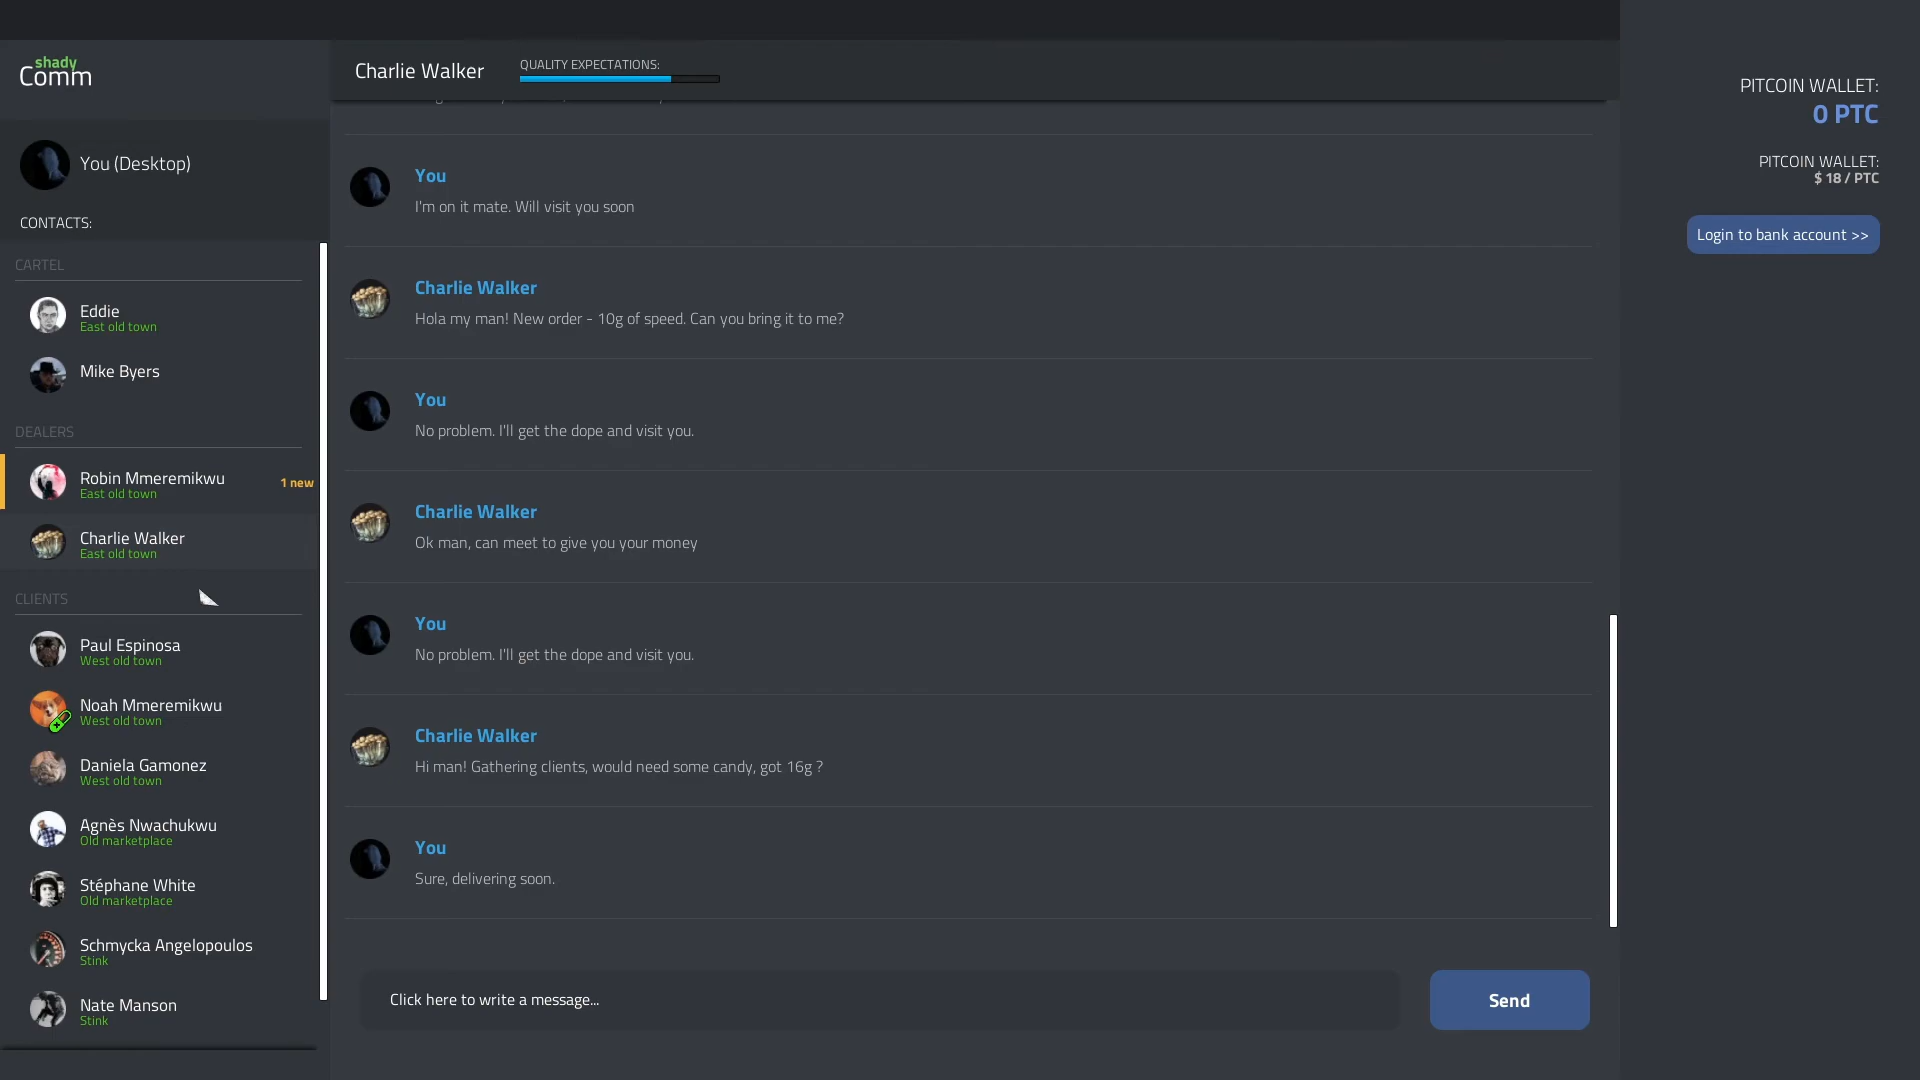 shady
Comm
You (Desktop)
CONTACTS:
CARTEL
Eddie
East old town
Mike Byers
DEALERS
Robin Mmeremikwu
East old town
1 new
Charlie Walker
East old town
CLIENTS
Paul Espinosa
West old town
Noah Mmeremikwu
West old town
Daniela Gamonez
West old town
Agnès Nwachukwu
Old marketplace
Stéphane White
Old marketplace
Schmycka Angelopoulos
Stink
Nate Manson
Stink
Charlie Walker
QUALITY EXPECTATIONS:
You
I'm on it mate. Will visit you soon
Charlie Walker
Hola my man! New order - 10g of speed. Can you bring it to me?
You
No problem. I'll get the dope and visit you.
Charlie Walker
Ok man, can meet to give you your money
You
No problem. I'll get the dope and visit you.
Charlie Walker
Hi man! Gathering clients, would need some candy, got 16g ?
You
Sure, delivering soon.
Click here to write a message...
Send
PITCOIN WALLET:
0 PTC
PITCOIN WALLET:
$ 18 / PTC
Login to bank account >>